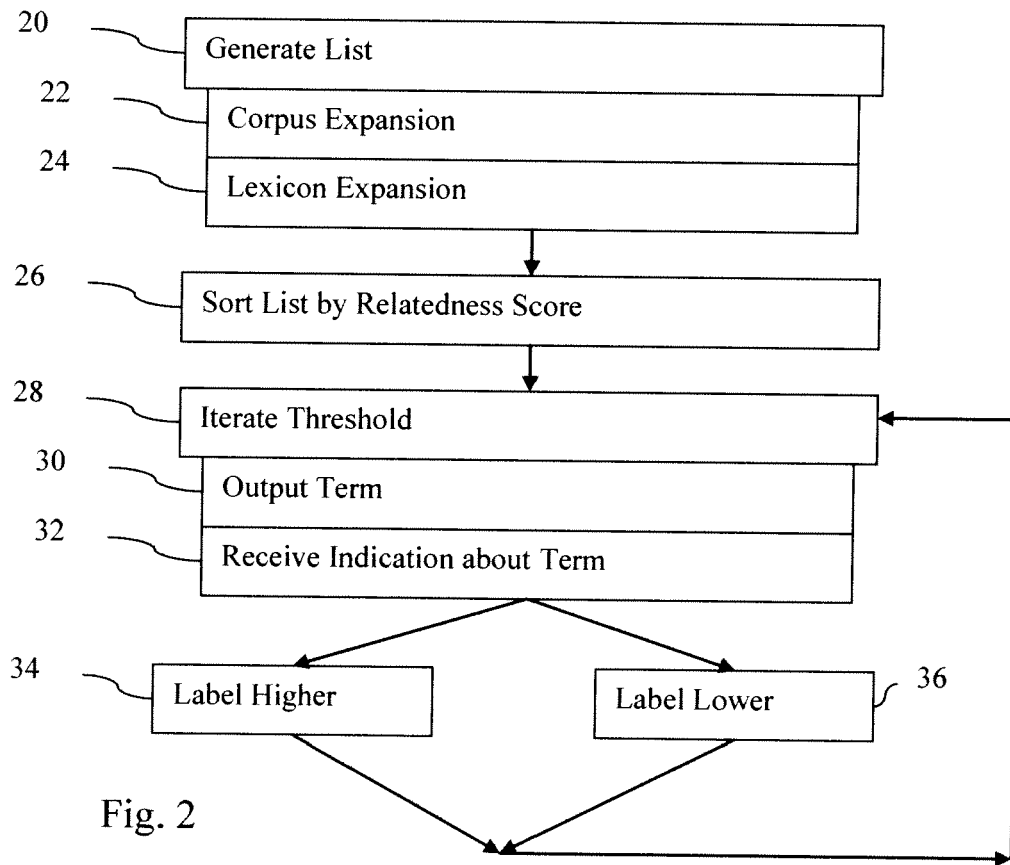 20
Generate List
22
Corpus Expansion
24
Lexicon Expansion
26
Sort List by Relatedness Score
28
Iterate Threshold
30
Output Term
32
Receive Indication about Term
34
Label Higher
Label Lower
36
Fig. 2